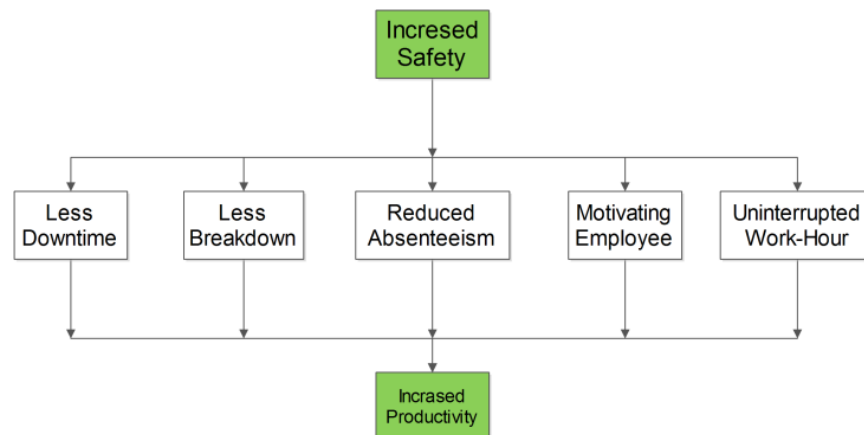 Incresed
Safety
Less
Downtime
Less
Breakdown
Reduced
Absenteeism
Motivating
Employee
Uninterrupted
Work-Hour
Incrased
Productivity